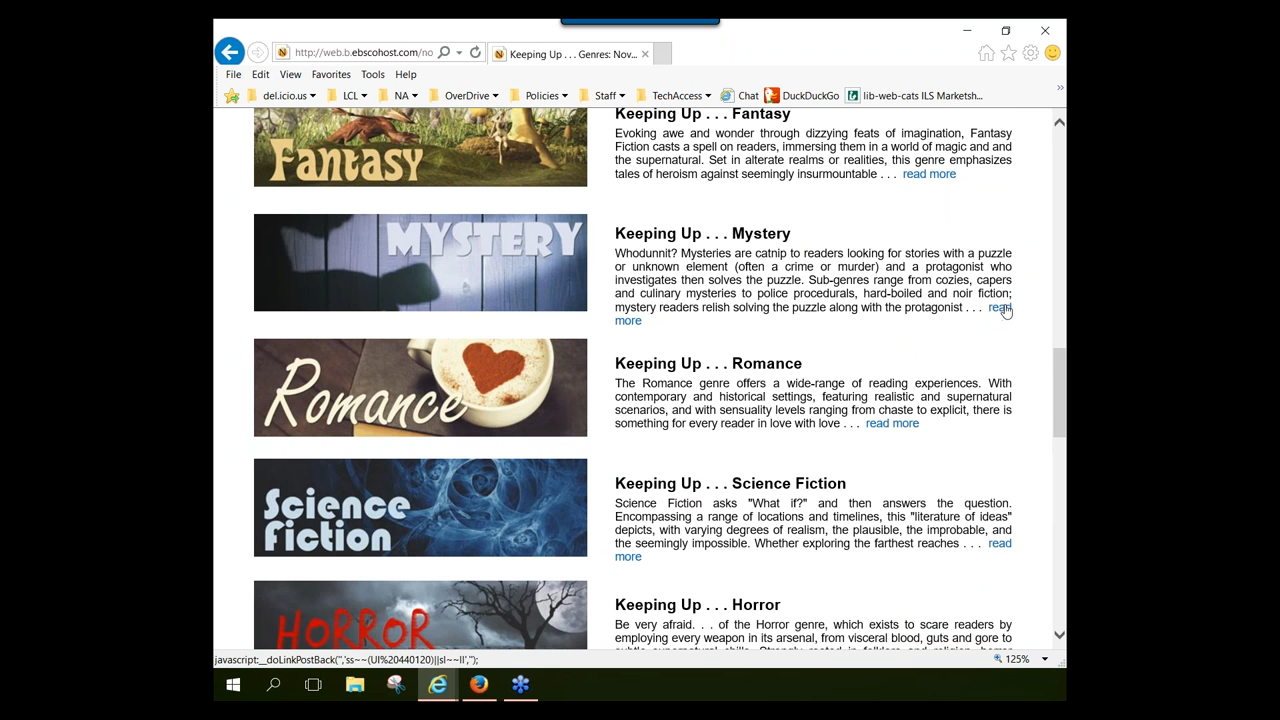 http://web.b.ebscohost.com/no
Keeping Up . . . Genres: Nov...
File Edit View Favorites Tools Help
del.icio.us LCL NA OverDrive Policies Staff TechAccess Chat DuckDuckGo lib-web-cats ILS Marketsh...
Fantasy
Keeping Up . . . Fantasy
Evoking awe and wonder through dizzying feats of imagination, Fantasy
Fiction casts a spell on readers, immersing them in a world of magic and and
the supernatural. Set in alternate realms or realities, this genre emphasizes
tales of heroism against seemingly insurmountable . . . read more
MYSTERY
Keeping Up . . . Mystery
Whodunnit? Mysteries are catnip to readers looking for stories with a puzzle
or unknown element (often a crime or murder) and a protagonist who
investigates then solves the puzzle. Sub-genres range from cozies, capers
and culinary mysteries to police procedurals, hard-boiled and noir fiction;
mystery readers relish solving the puzzle along with the protagonist . . . read
more
Romance
Keeping Up . . . Romance
The Romance genre offers a wide-range of reading experiences. With
contemporary and historical settings, featuring realistic and supernatural
scenarios, and with sensuality levels ranging from chaste to explicit, there is
something for every reader in love with love . . . read more
Science
Fiction
Keeping Up . . . Science Fiction
Science Fiction asks "What if?" and then answers the question.
Encompassing a range of locations and timelines, this "literature of ideas"
depicts, with varying degrees of realism, the plausible, the improbable, and
the seemingly impossible. Whether exploring the farthest reaches . . . read
more
HORROR
Keeping Up . . . Horror
Be very afraid. . . of the Horror genre, which exists to scare readers by
employing every weapon in its arsenal, from visceral blood, guts and gore to
javascript:__doLinkPostBack('','ss~~(UI%20440120)||sl~~II','');
125%